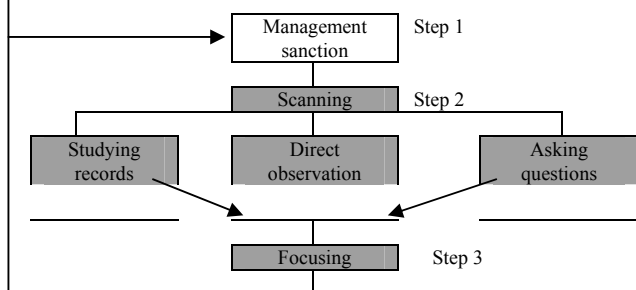 Management
sanction
Step 1
Scanning
Step 2
Studying
records
Direct
observation
Asking
questions
Focusing
Step 3